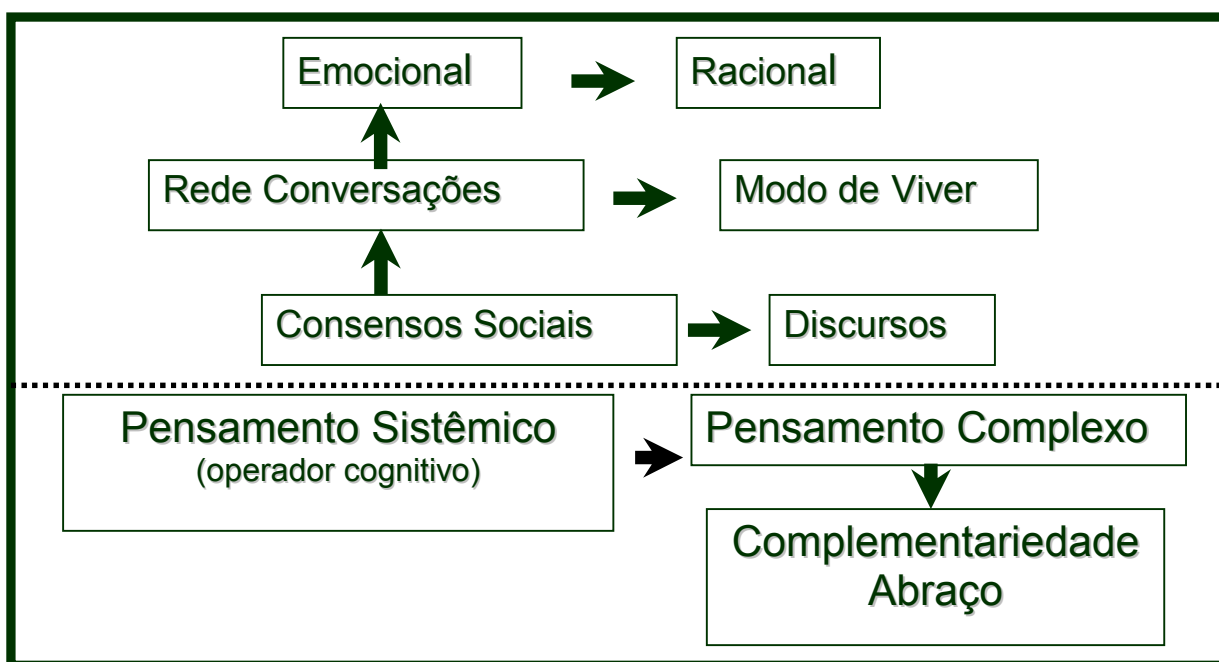 Emocional
Racional
Rede Conversações
Modo de Viver
Consensos Sociais
Discursos
Pensamento Sistêmico
(operador cognitivo)
Pensamento Complexo
Complementariedade
Abraço